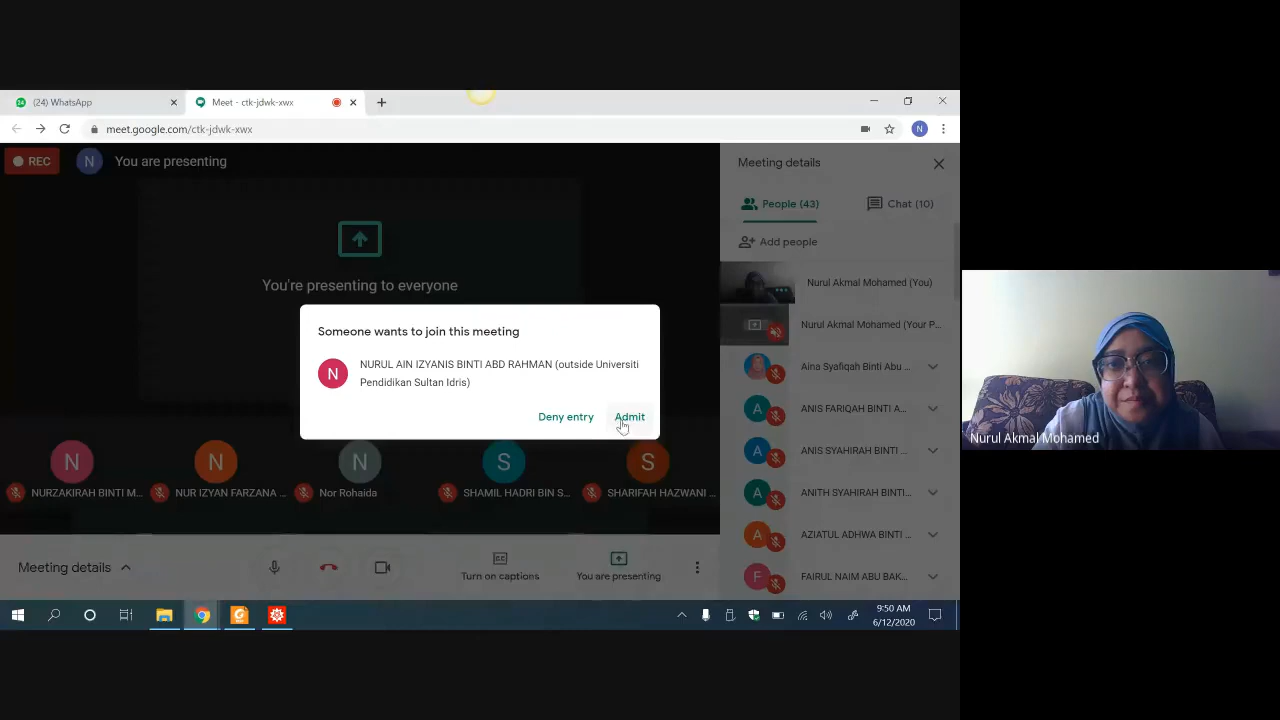 (24) WhatsApp
Meet - ctk-jdwk-xwx
meet.google.com/ctk-jdwk-xwx
N
REC
N
You are presenting
You're presenting to everyone
Someone wants to join this meeting
N
NURUL AIN IZYANIS BINTI ABD RAHMAN (outside Universiti
Pendidikan Sultan Idris)
Deny entry
Admit
N
N
N
S
S
NURZAKIRAH BINTI M...
NUR IZYAN FARZANA ...
Nor Rohaida
SHAMIL HADRI BIN S...
SHARIFAH HAZWANI ...
Meeting details
Turn on captions
You are presenting
Meeting details
People (43)
Chat (10)
Add people
Nurul Akmal Mohamed (You)
Nurul Akmal Mohamed (Your P...
Aina Syafiqah Binti Abu ...
A
ANIS FARIQAH BINTI A...
A
ANIS SYAHIRAH BINTI ...
A
ANITH SYAHIRAH BINTI...
A
AZIATUL ADHWA BINTI ...
F
FAIRUL NAIM ABU BAK...
9:50 AM
6/12/2020
Nurul Akmal Mohamed